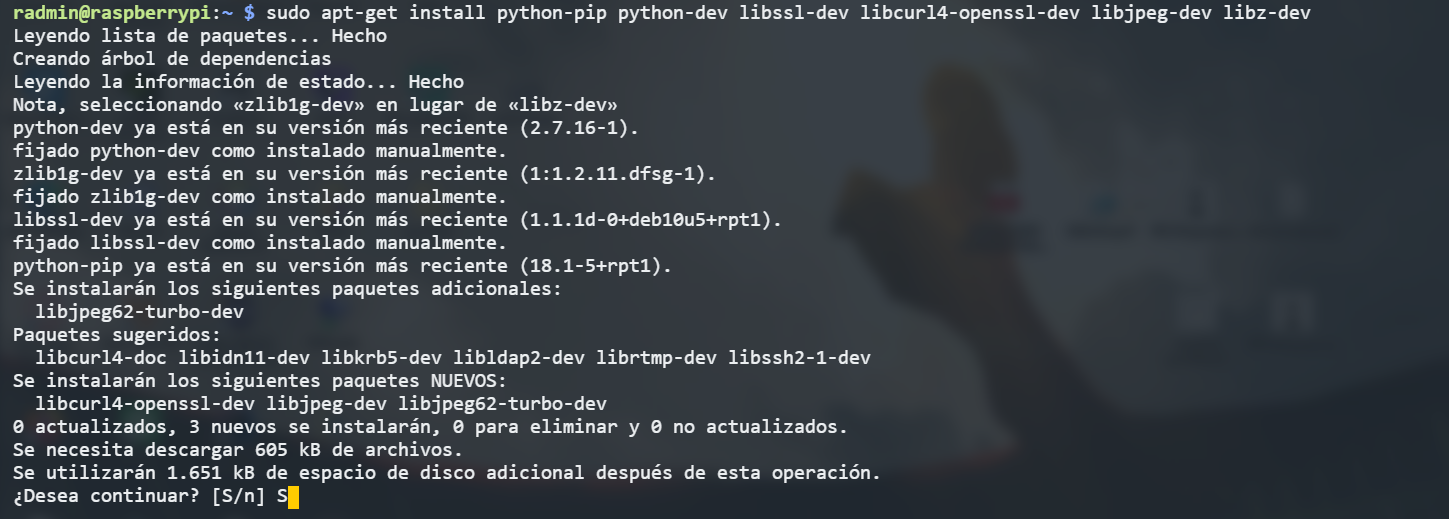 radmin@raspberrypi:~ $ sudo apt-get install python-pip python-dev libssl-dev libcurl4-openssl-dev libjpeg-dev libz-dev
Leyendo lista de paquetes... Hecho
Creando árbol de dependencias
Leyendo la información de estado... Hecho
Nota, seleccionando «zlib1g-dev» en lugar de «libz-dev»
python-dev ya está en su versión más reciente (2.7.16-1).
fijado python-dev como instalado manualmente.
zlib1g-dev ya está en su versión más reciente (1:1.2.11.dfsg-1).
fijado zlib1g-dev como instalado manualmente.
libssl-dev ya está en su versión más reciente (1.1.1d-0+deb10u5+rpt1).
fijado libssl-dev como instalado manualmente.
python-pip ya está en su versión más reciente (18.1-5+rpt1).
Se instalarán los siguientes paquetes adicionales:
  libjpeg62-turbo-dev
Paquetes sugeridos:
  libcurl4-doc libidn11-dev libkrb5-dev libldap2-dev librtmp-dev libssh2-1-dev
Se instalarán los siguientes paquetes NUEVOS:
  libcurl4-openssl-dev libjpeg-dev libjpeg62-turbo-dev
0 actualizados, 3 nuevos se instalarán, 0 para eliminar y 0 no actualizados.
Se necesita descargar 605 kB de archivos.
Se utilizarán 1.651 kB de espacio de disco adicional después de esta operación.
¿Desea continuar? [S/n] S